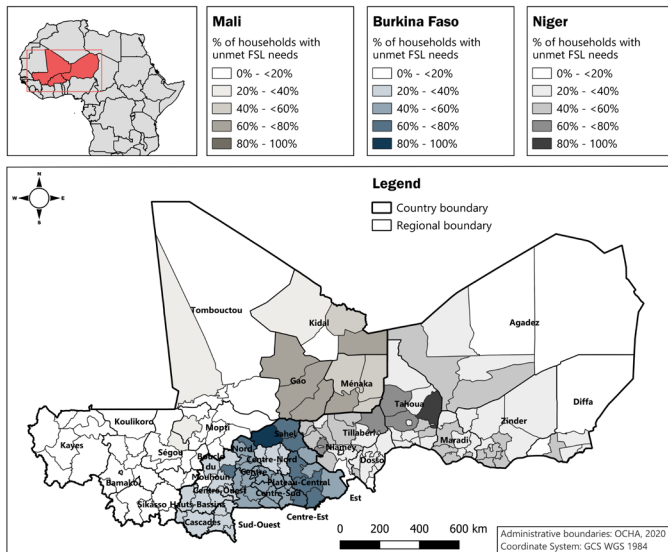 Mali
% of households with
unmet FSL needs
0% - <20%
20% - <40%
40% - <60%
60% - <80%
80% - 100%
Burkina Faso
% of households with
unmet FSL needs
0% - <20%
20% - <40%
40% - <60%
60% - <80%
80% - 100%
Niger
% of households with
unmet FSL needs
0% - <20%
20% - <40%
40% - <60%
60% - <80%
80% - 100%
N
W
E
S
Legend
Country boundary
Regional boundary
Tombouctou
Kidal
Agadez
Gao
Ménaka
Tahoua
Diffa
Koulikoro
Mopti
Sahel
Tillabéri
Zinder
Kayes
Ségou
Nord
Niamey
Maradi
Boucle
du
Mouhoun
Centre-Nord
Centre
Dosso
Bamako
Plateau-Central
Centre-Ouest
Centre-Sud
Est
Sikasso
Hauts-Bassins
Centre-Est
Cascades
Sud-Ouest
0 200 400 600 km
Administrative boundaries: OCHA, 2020
Coordinate System: GCS WGS 1984